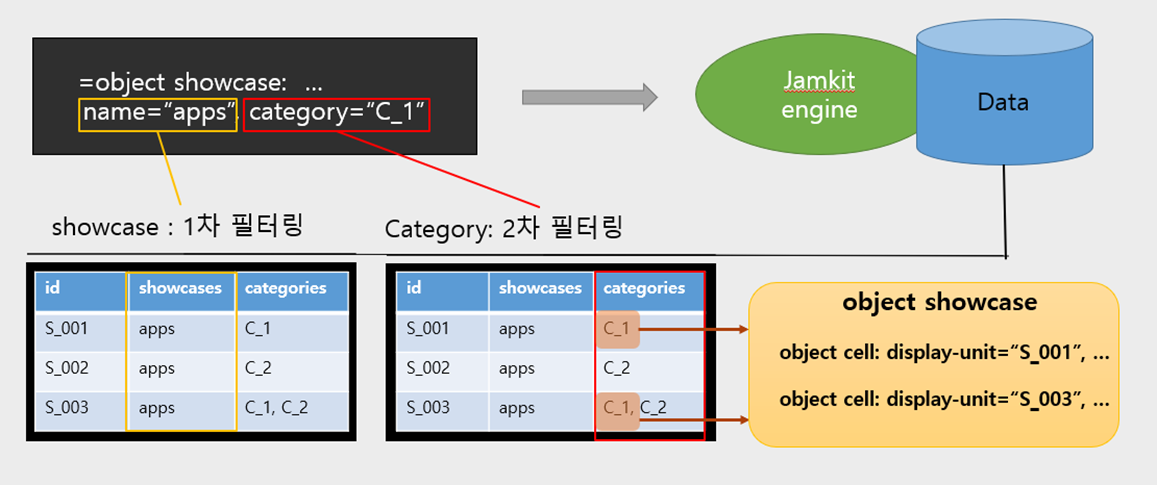 =object showcase:  ...
name=“apps”, category=“C_1”
Jamkit
engine
Data
showcase : 1차 필터링
Category: 2차 필터링
id showcases categories
S_001 apps C_1
S_002 apps C_2
S_003 apps C_1, C_2
id showcases categories
S_001 apps C_1
S_002 apps C_2
S_003 apps C_1, C_2
object showcase
object cell: display-unit=“S_001”, ...
object cell: display-unit=“S_003”, ...